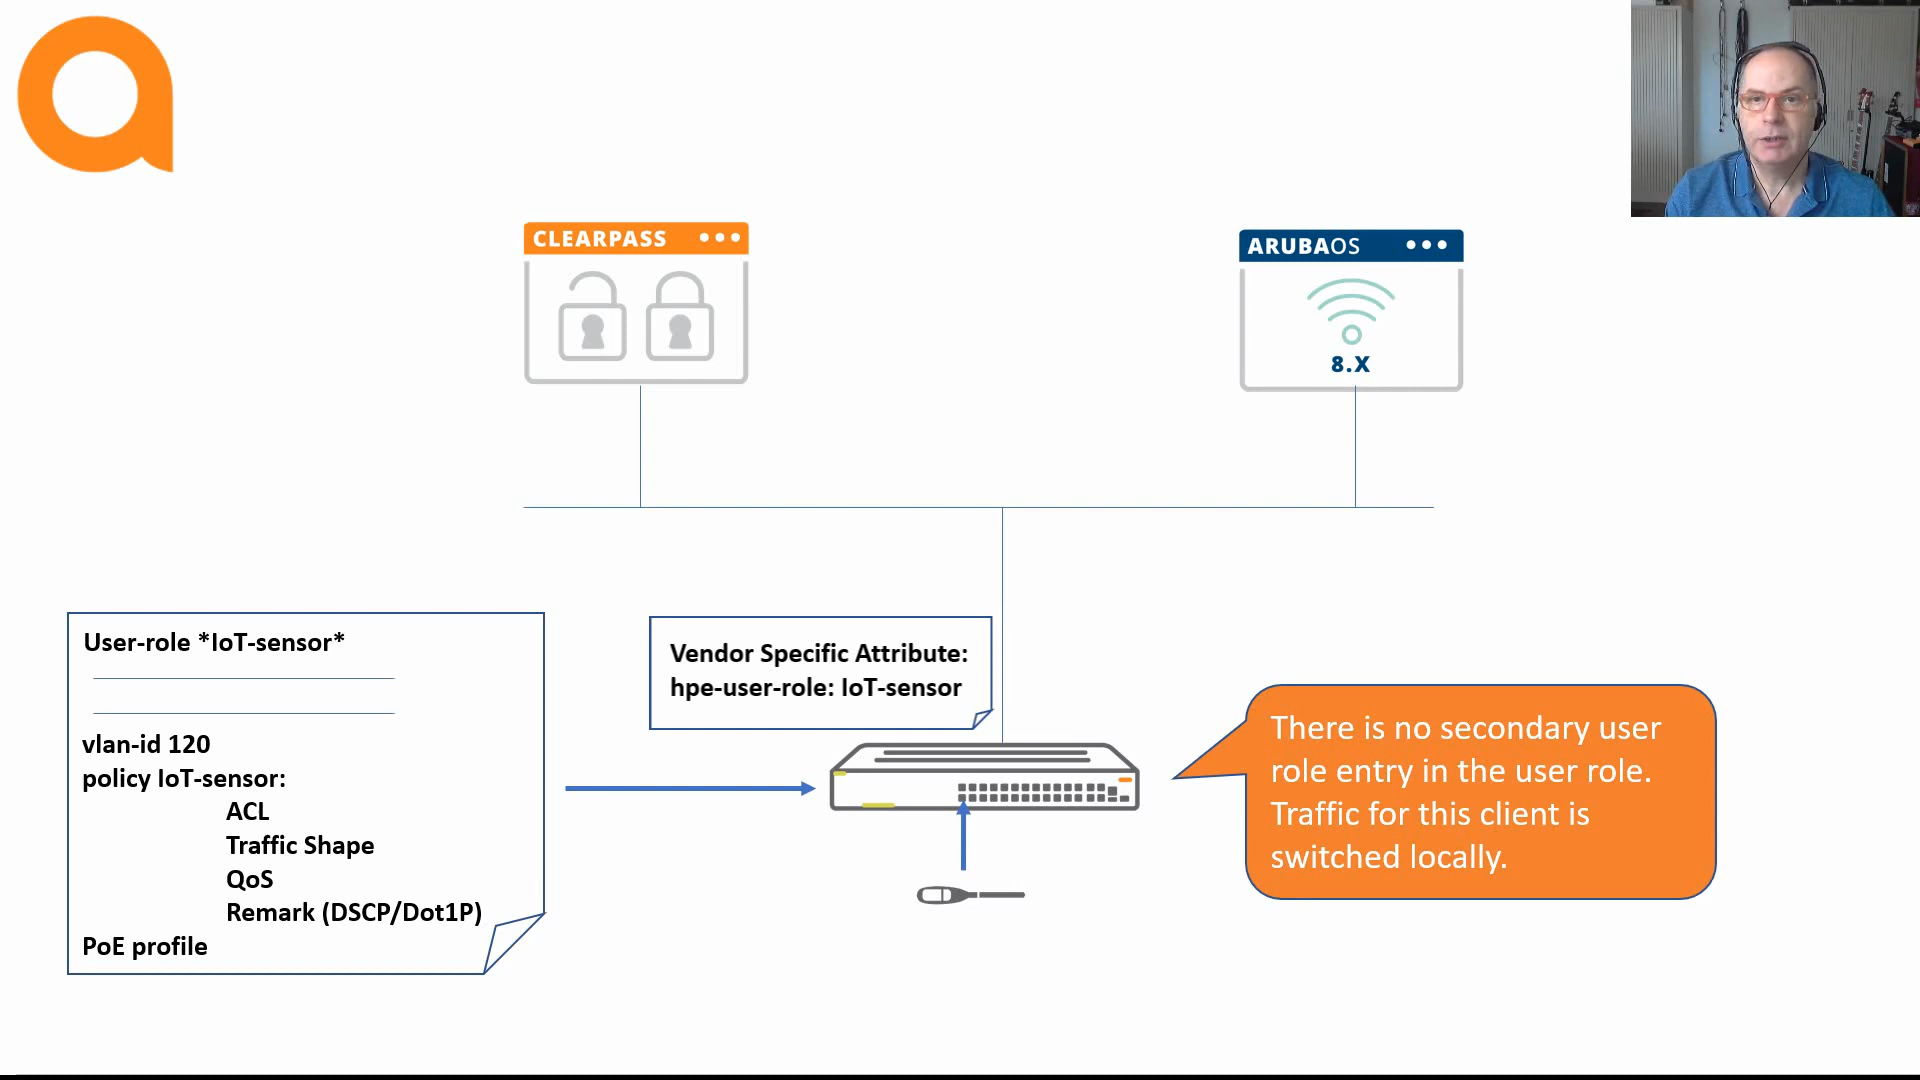 CLEARPASS
ARUBAOS
8.X
User-role *IoT-sensor*
vlan-id 120
policy IoT-sensor:
ACL
Traffic Shape
QoS
Remark (DSCP/Dot1P)
PoE profile
Vendor Specific Attribute:
hpe-user-role: IoT-sensor
There is no secondary user
role entry in the user role.
Traffic for this client is
switched locally.